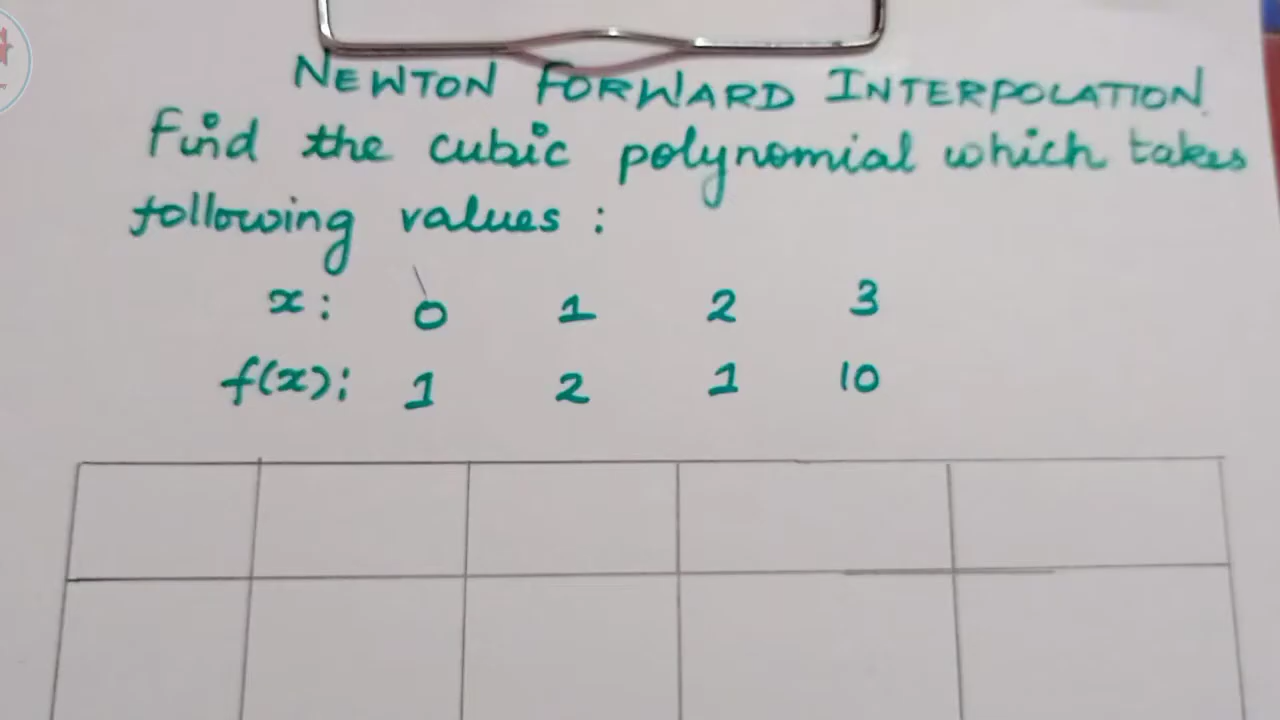 NEWTON FORWARD INTERPOLATION.
Find the cubic polynomial which takes
following values :
x : 0 1 2 3
f(x) : 1 2 1 10